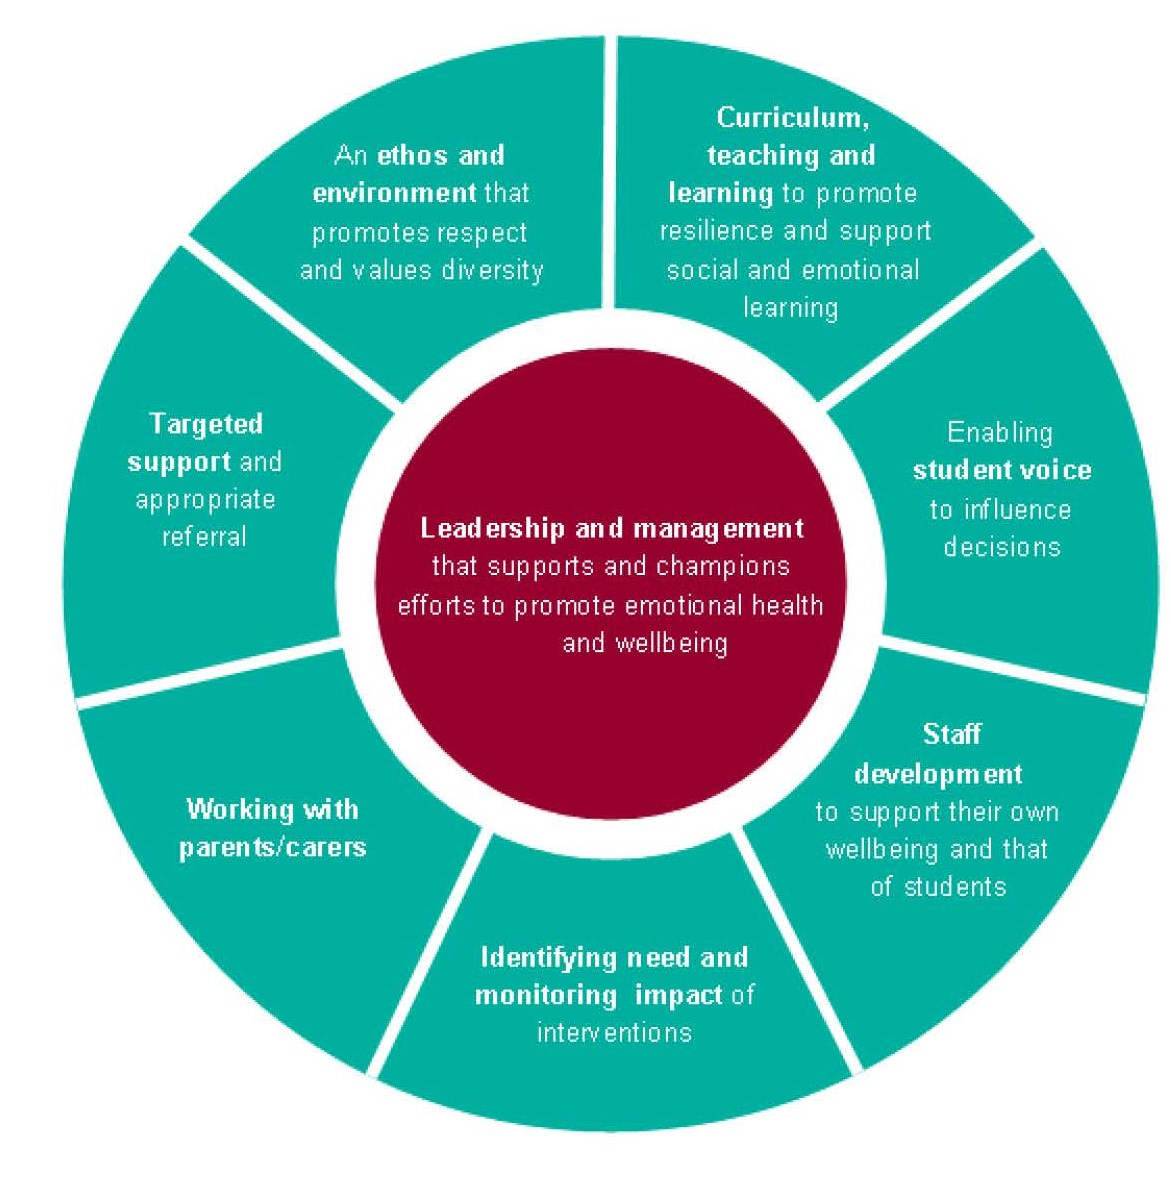 An ethos and
environment that
promotes respect
and values diversity
Curriculum,
teaching and
learning to promote
resilience and support
social and emotional
learning
Enabling
student voice
to influence
decisions
Staff
development
to support their own
wellbeing and that
of students
Identifying need and
monitoring impact of
interventions
Working with
parents/carers
Targeted
support and
appropriate
referral
Leadership and management
that supports and champions
efforts to promote emotional health
and wellbeing